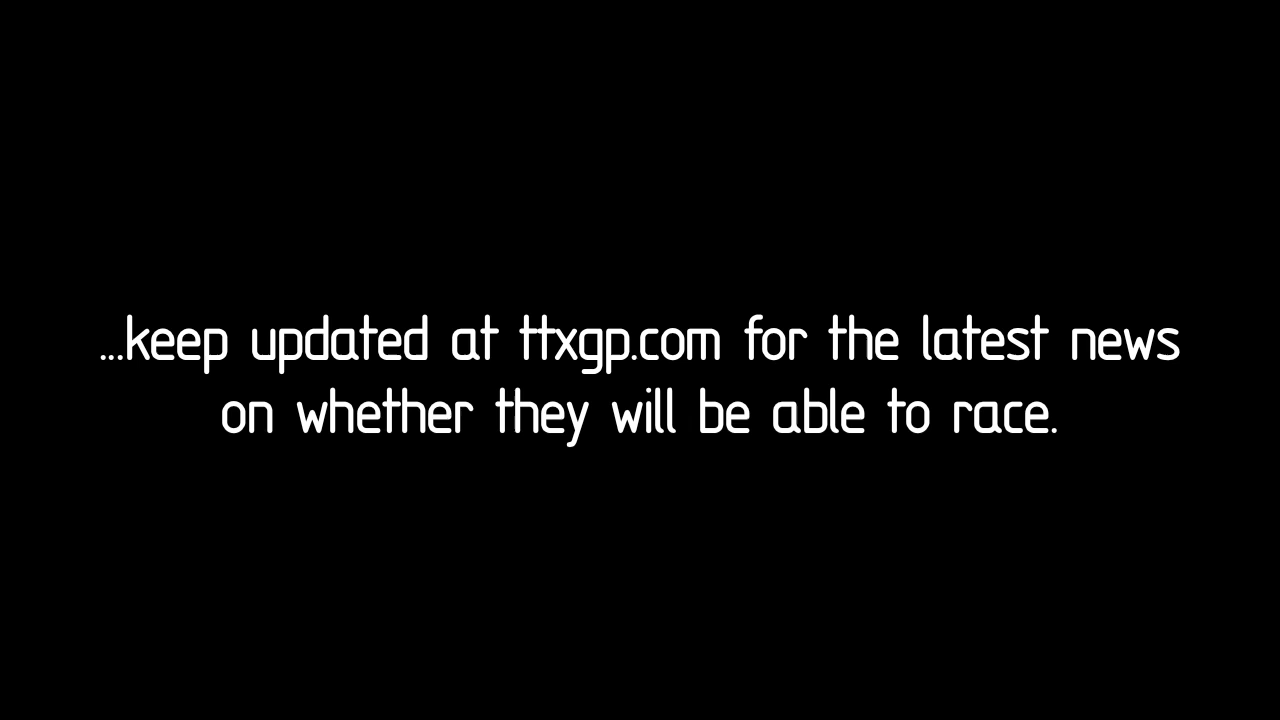 ...keep updated at ttxgp.com for the latest news
on whether they will be able to race.